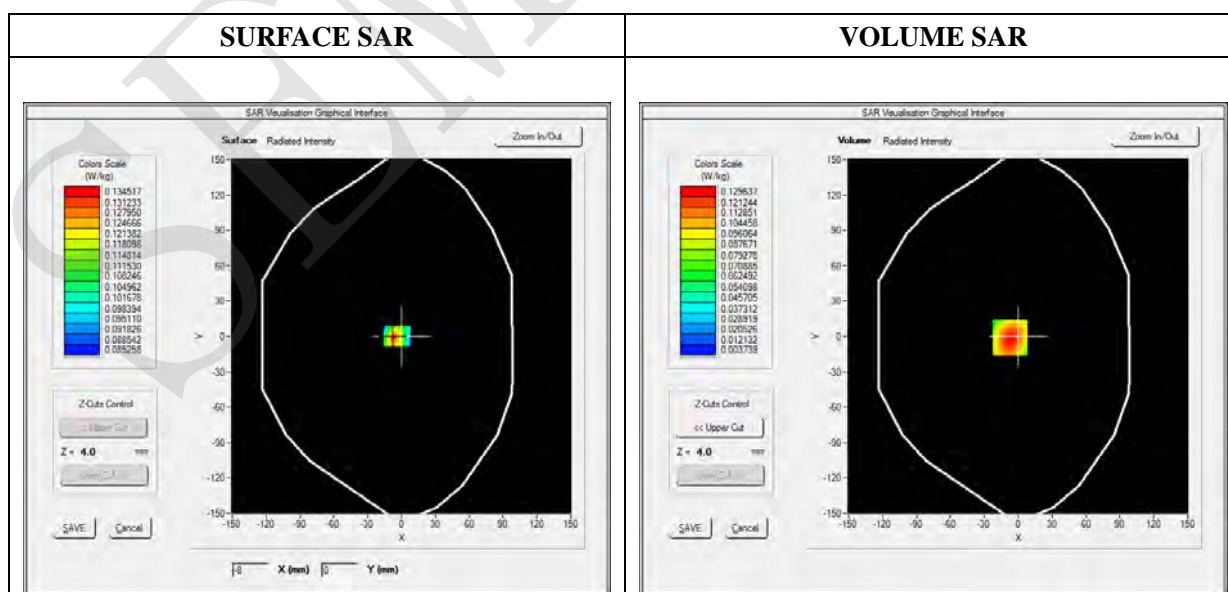 SURFACE SAR
VOLUME SAR
SAR Visualisation Graphical Interface
Surface Radiated Intensity
Zoom In/Out
Colors Scale
(W/kg)
0.134517
0.131233
0.127950
0.124666
0.121382
0.118098
0.114814
0.111530
0.108246
0.104962
0.101678
0.098394
0.095110
0.091826
0.088542
0.085258
150
120
90
60
30
0
-30
-60
-90
-120
-150
Y
-150 -120 -90 -60 -30 0 30 60 90 120 150
X
Z-Cuts Control
<< Upper Cut
Z = 4.0 mm
SAVE Cancel
-8 X (mm) 0 Y (mm)
SAR Visualisation Graphical Interface
Volume Radiated Intensity
Zoom In/Out
Colors Scale
(W/kg)
0.129637
0.121244
0.112851
0.104458
0.096064
0.087671
0.079278
0.070885
0.062492
0.054098
0.045705
0.037312
0.028919
0.020526
0.012132
0.003739
150
120
90
60
30
0
-30
-60
-90
-120
-150
Y
-150 -120 -90 -60 -30 0 30 60 90 120 150
X
Z-Cuts Control
<< Upper Cut
Z = 4.0 mm
SAVE Cancel